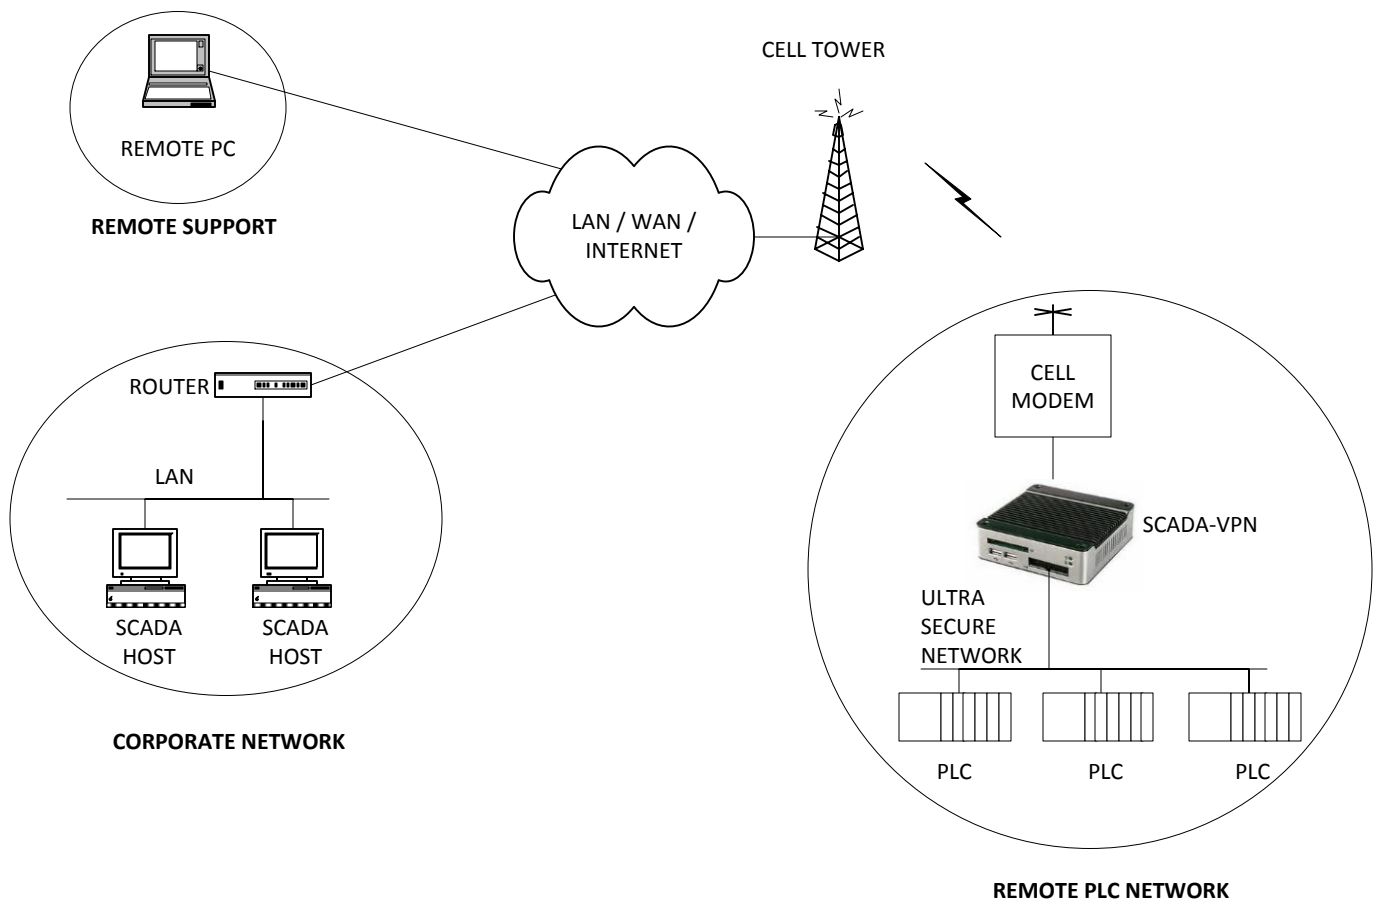 CELL TOWER
REMOTE PC
REMOTE SUPPORT
LAN / WAN /
INTERNET
ROUTER
LAN
SCADA
HOST
SCADA
HOST
CORPORATE NETWORK
CELL
MODEM
SCADA-VPN
ULTRA
SECURE
NETWORK
PLC
PLC
PLC
REMOTE PLC NETWORK